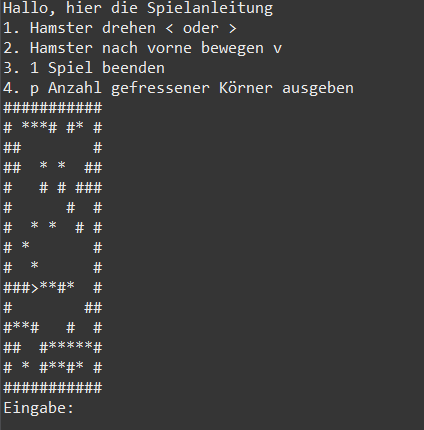 Hallo, hier die Spielanleitung
1. Hamster drehen < oder >
2. Hamster nach vorne bewegen v
3. 1 Spiel beenden
4. p Anzahl gefressener Körner ausgeben
###########
# ***# #* #
##        #
##  * *  ##
#   # # ###
#      #  #
#  * *  # #
# *       #
#  *      #
###>**#*  #
#        ##
#**#   #  #
##  #*****#
# * #**#* #
###########
Eingabe: